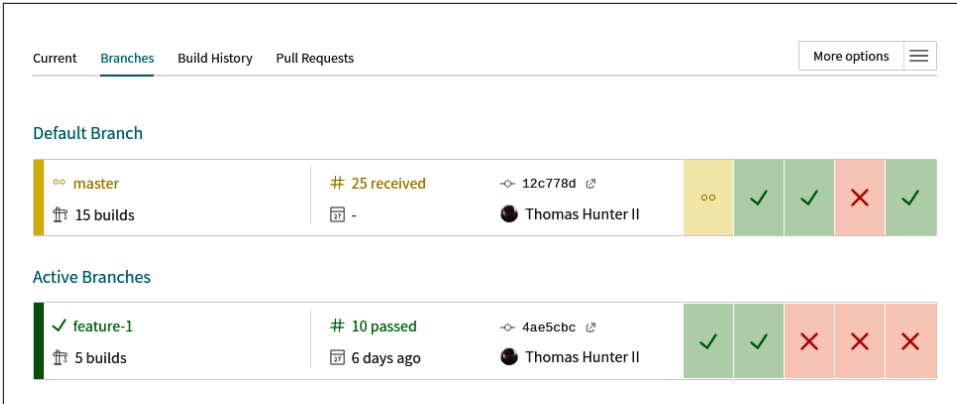 Current Branches Build History Pull Requests More options
Default Branch
master # 25 received 12c778d
15 builds - Thomas Hunter II
Active Branches
feature-1 # 10 passed 4ae5cbc
5 builds 6 days ago Thomas Hunter II